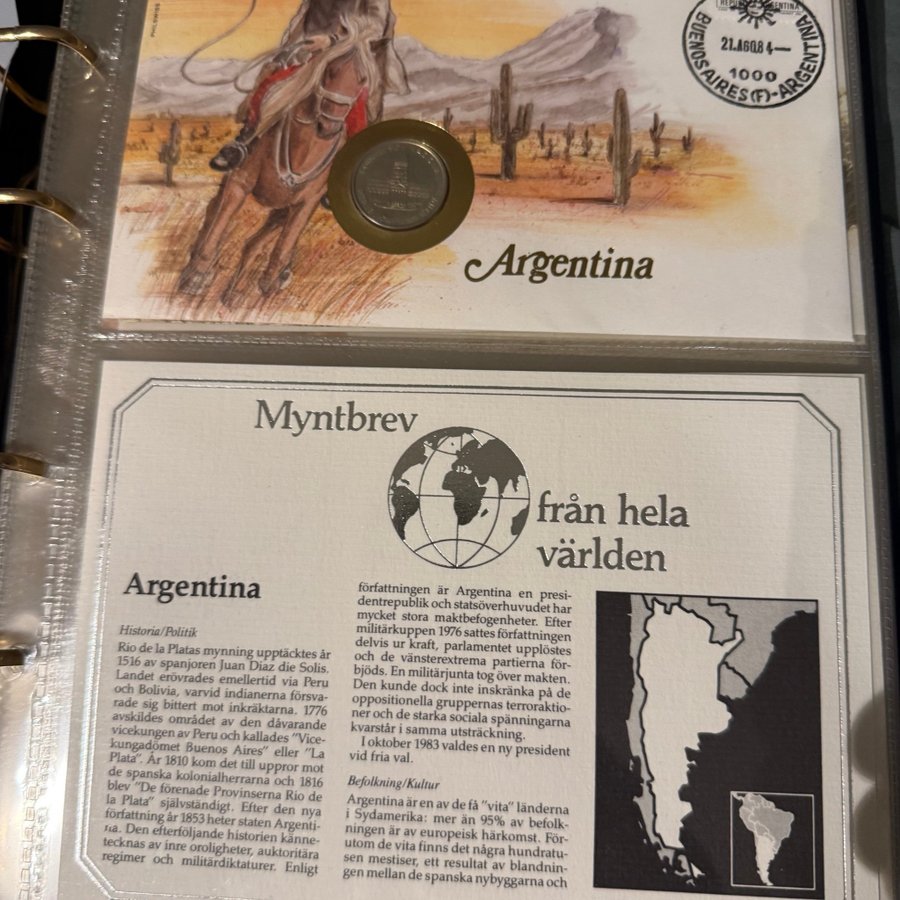 PHILSWISS
REPUBLICA ARGENTINA
21.AGO.84—
1000
BUENOS AIRES (F)-ARGENTINA
Argentina
Myntbrev
från hela
världen
Argentina
Historia/Politik
Rio de la Platas mynning upptäcktes år
1516 av spanjoren Juan Diaz die Solis.
Landet erövrades emellertid via Peru
och Bolivia, varvid indianerna försva-
rade sig bittert mot inkräktarna. 1776
avskildes området av den dåvarande
vicekungen av Peru och kallades "Vice-
kungadömet Buenos Aires" eller "La
Plata". År 1810 kom det till uppror mot
de spanska kolonialherrarna och 1816
blev "De förenade Provinserna Rio de
la Plata" självständigt. Efter den nya
författning år 1853 heter staten Argenti-
na. Den efterföljande historien känne-
tecknas av inre oroligheter, auktoritära
regimer och militärdiktaturer. Enligt
författningen är Argentina en presi-
dentrepublik och statsöverhuvudet har
mycket stora maktbefogenheter. Efter
militärkuppen 1976 sattes författningen
delvis ur kraft, parlamentet upplöstes
och de vänsterextrema partierna för-
bjöds. En militärjunta tog över makten.
Den kunde dock inte inskränka på de
oppositionella gruppernas terroraktio-
ner och de starka sociala spänningarna
kvarstår i samma utsträckning.
I oktober 1983 valdes en ny president
vid fria val.
Befolkning/Kultur
Argentina är en av de få "vita" länderna
i Sydamerika: mer än 95% av befolk-
ningen är av europeisk härkomst. För-
utom de vita finns det några hundratu-
sen mestiser, ett resultat av blandnin-
gen mellan de spanska nybyggarna och